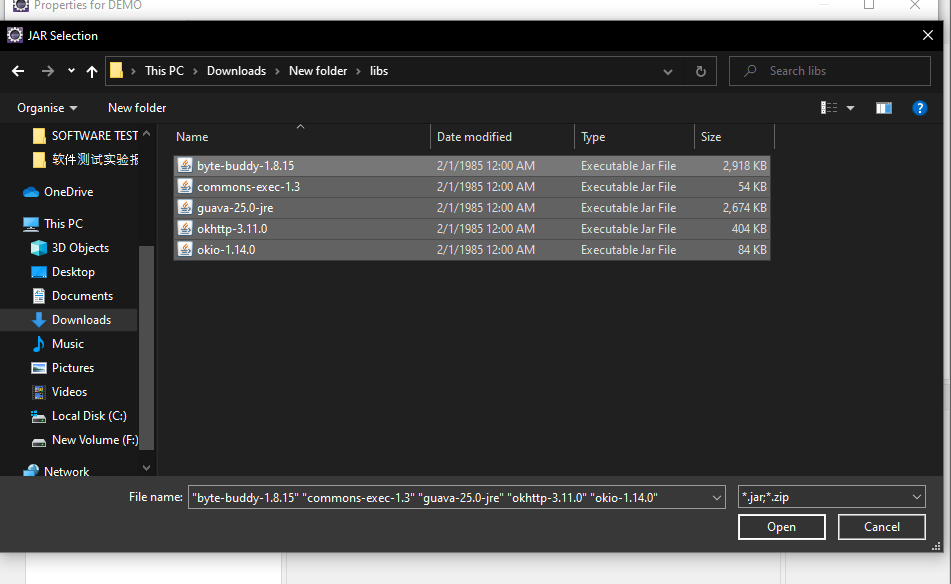 Properties for DEMO
JAR Selection
This PC > Downloads > New folder > libs
Search libs
Organise
New folder
?
SOFTWARE TEST
软件测试实验报
OneDrive
This PC
3D Objects
Desktop
Documents
Downloads
Music
Pictures
Videos
Local Disk (C:)
New Volume (F:)
Network
Name Date modified Type Size
byte-buddy-1.8.15 2/1/1985 12:00 AM Executable Jar File 2,918 KB
commons-exec-1.3 2/1/1985 12:00 AM Executable Jar File 54 KB
guava-25.0-jre 2/1/1985 12:00 AM Executable Jar File 2,674 KB
okhttp-3.11.0 2/1/1985 12:00 AM Executable Jar File 404 KB
okio-1.14.0 2/1/1985 12:00 AM Executable Jar File 84 KB
File name: "byte-buddy-1.8.15" "commons-exec-1.3" "guava-25.0-jre" "okhttp-3.11.0" "okio-1.14.0"
*.jar;*.zip
Open
Cancel